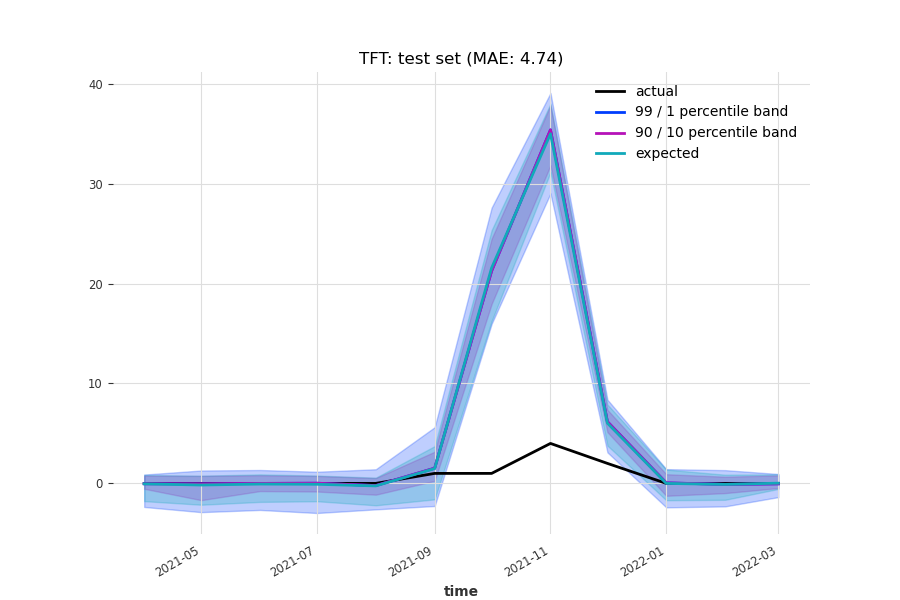 TFT: test set (MAE: 4.74)
actual
99 / 1 percentile band
90 / 10 percentile band
expected
40
30
20
10
0
2021-05
2021-07
2021-09
2021-11
2022-01
2022-03
time